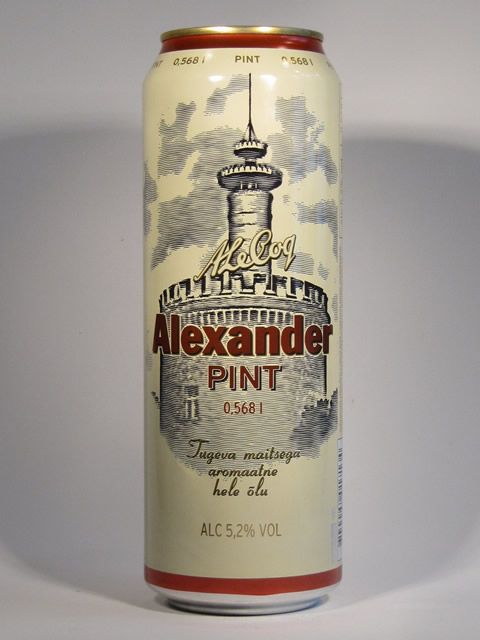 0,568 l PINT 0,568 l
A.Le Coq
Alexander
PINT
0,568 l
Tugeva maitsega
aromaatne
hele õlu
ALC 5,2% VOL